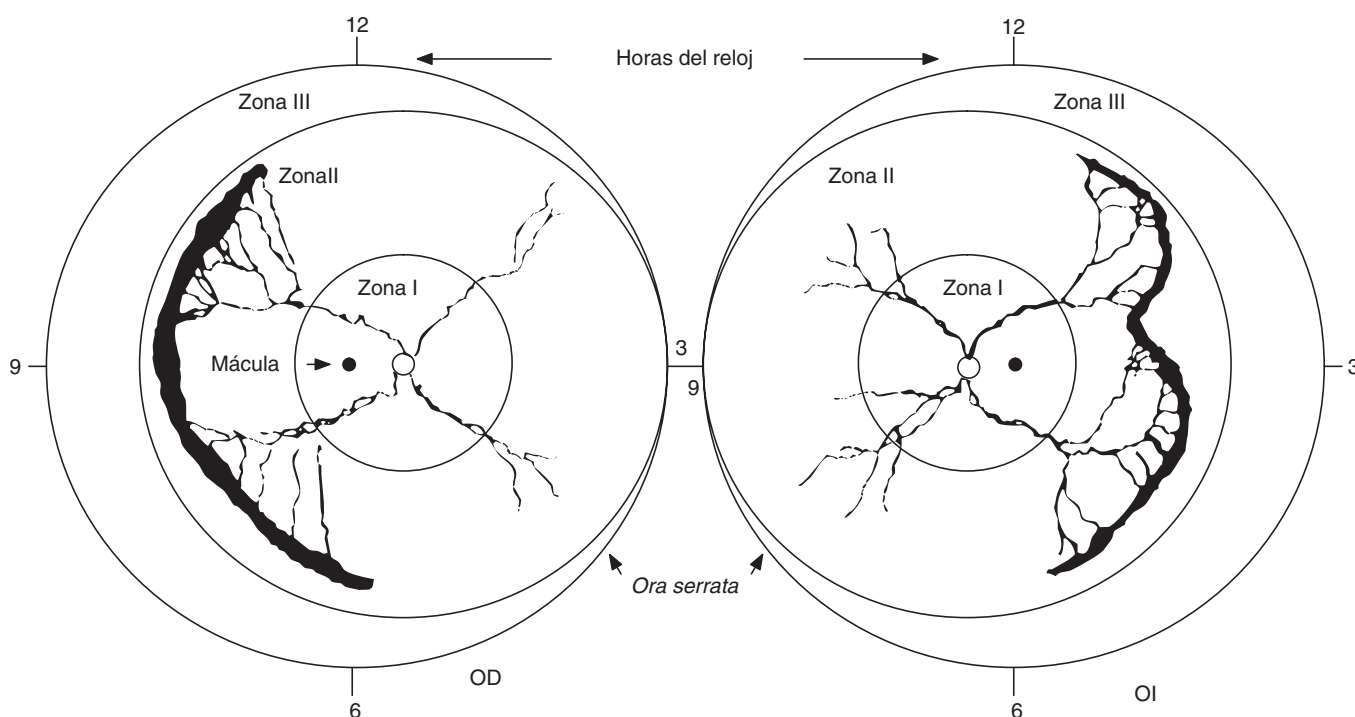 12
Horas del reloj
12
Zona III
Zona III
ZonaII
Zona II
Zona I
Zona I
9
Mácula
3
9
3
Ora serrata
OD
OI
6
6